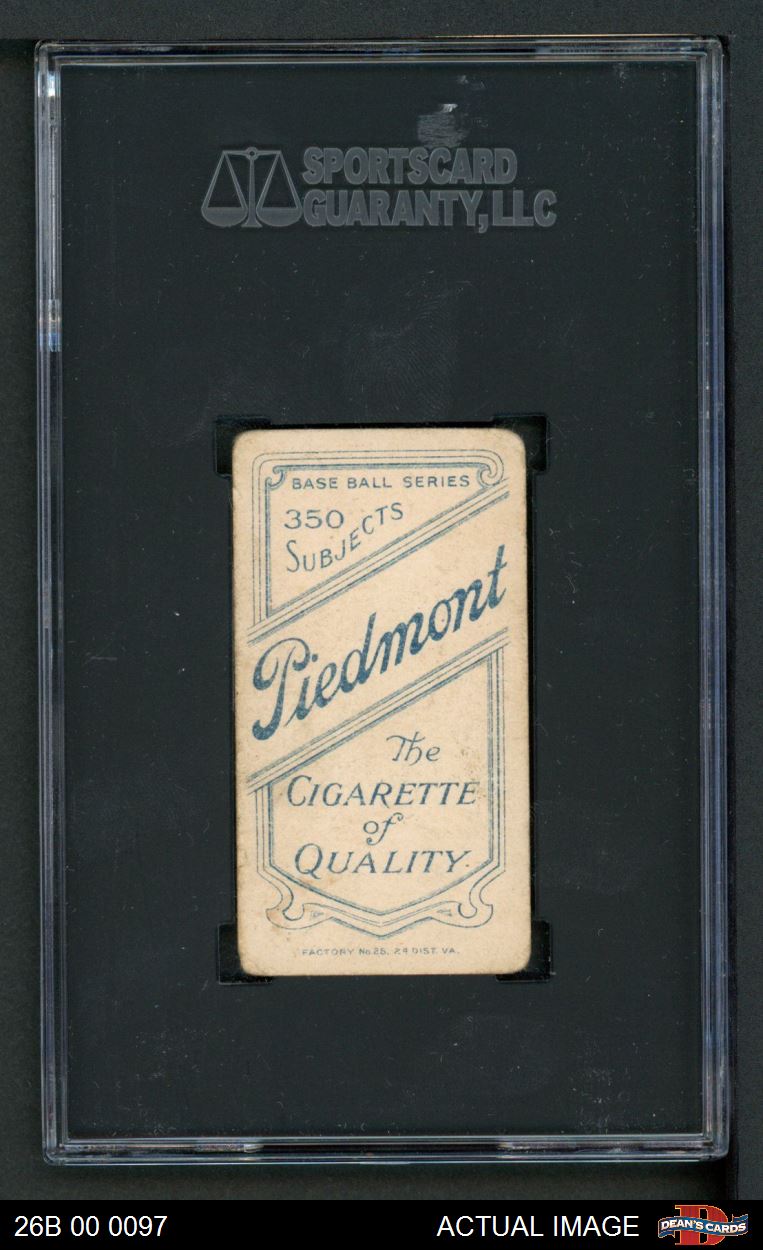 SPORTSCARD
GUARANTY, LLC
BASE BALL SERIES
350
SUBJECTS
Piedmont
The
CIGARETTE
of
QUALITY.
FACTORY No. 25, 2d DIST. VA.
26B 00 0097
ACTUAL IMAGE
DEAN'S CARDS